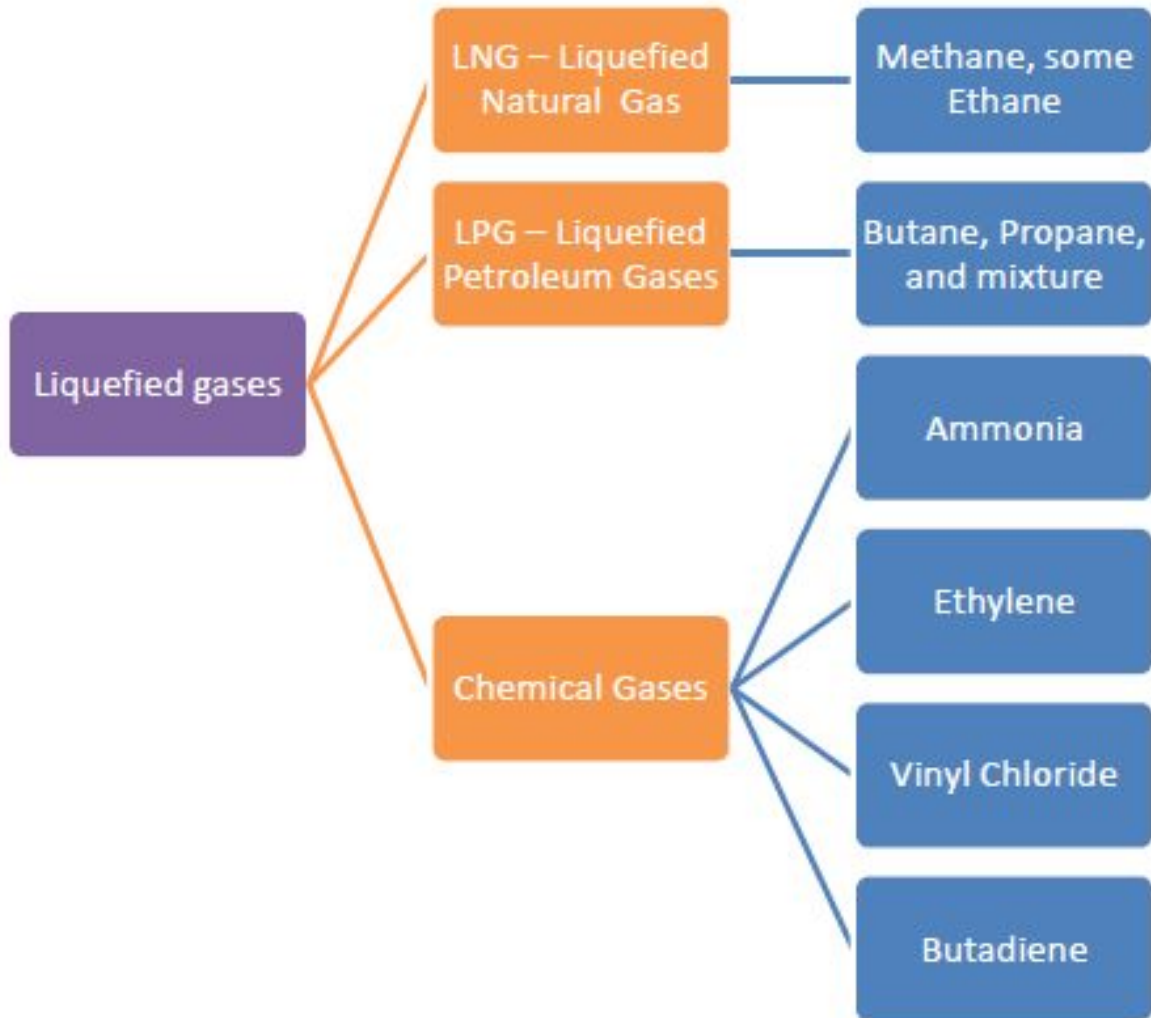 LNG – Liquefied
Natural Gas
Methane, some
Ethane
LPG – Liquefied
Petroleum Gases
Butane, Propane,
and mixture
Liquefied gases
Ammonia
Ethylene
Chemical Gases
Vinyl Chloride
Butadiene